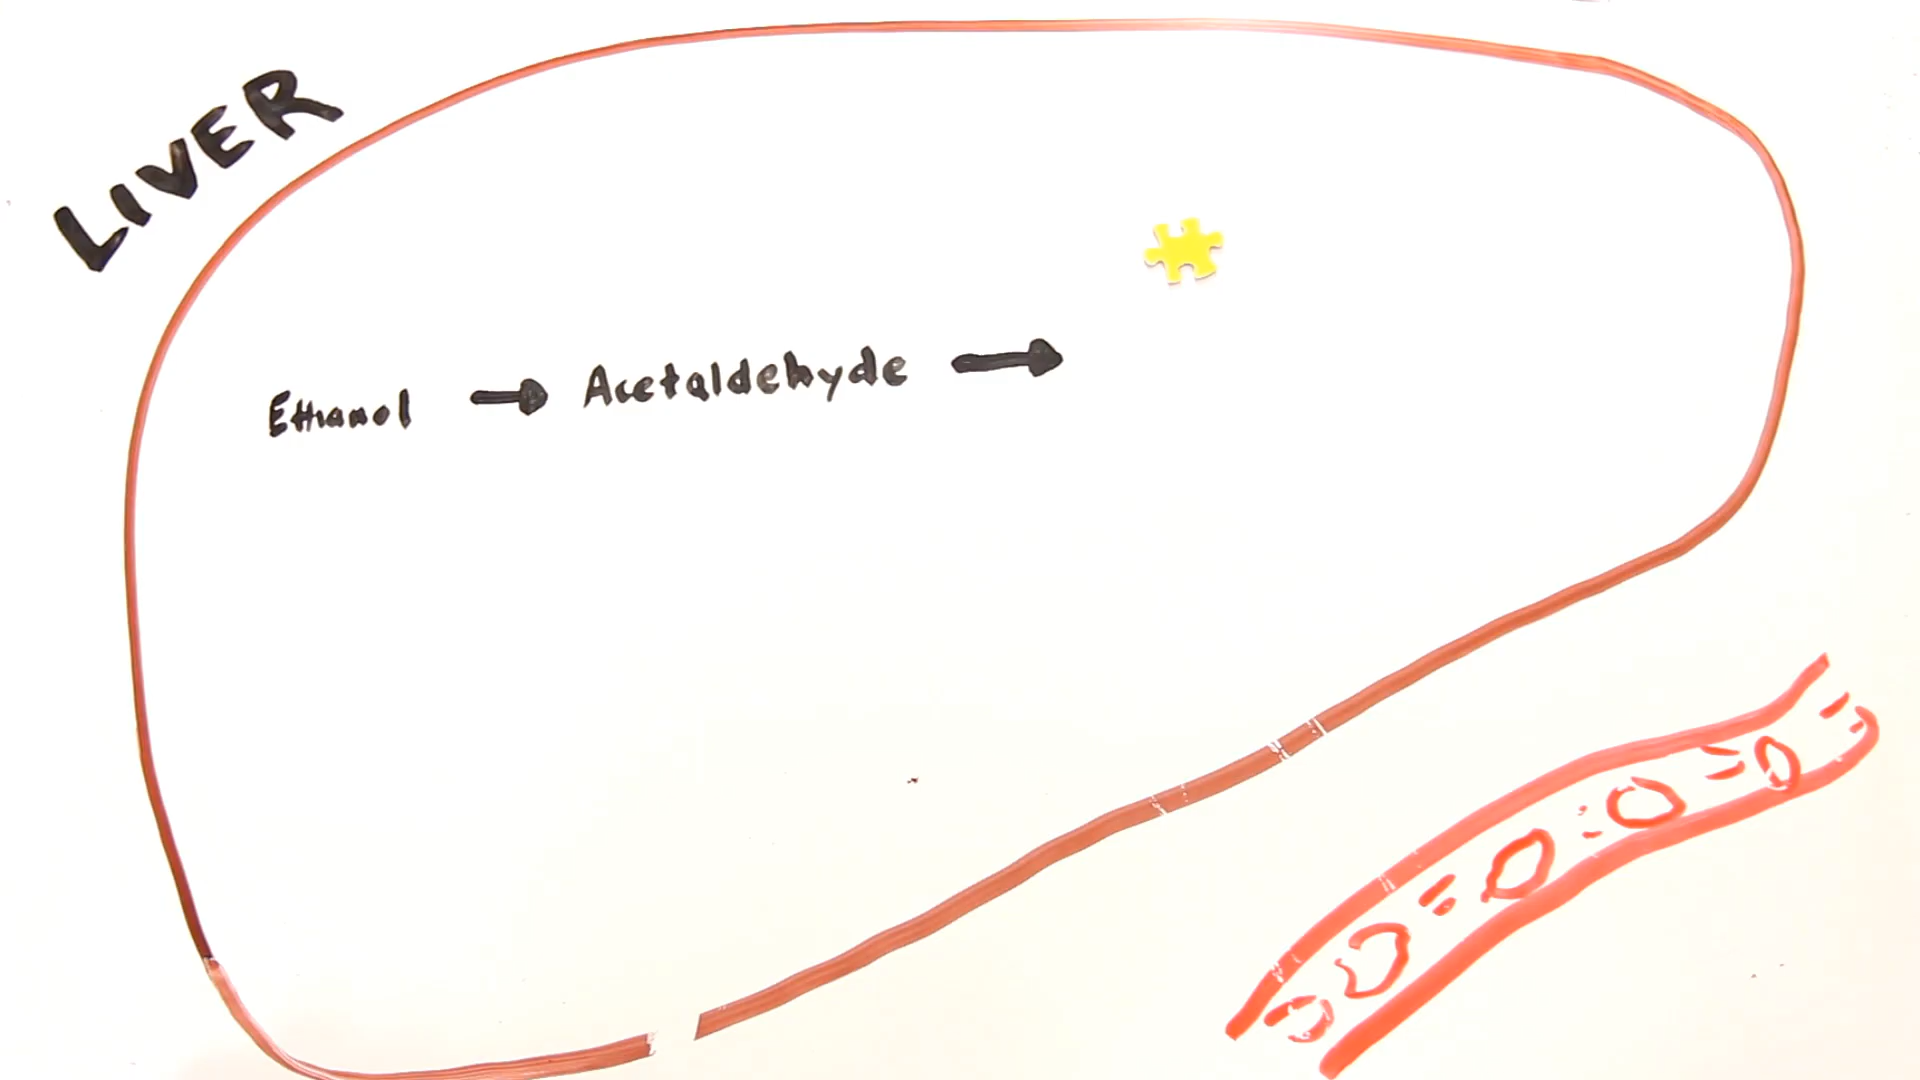 LIVER
Ethanol → Acetaldehyde →